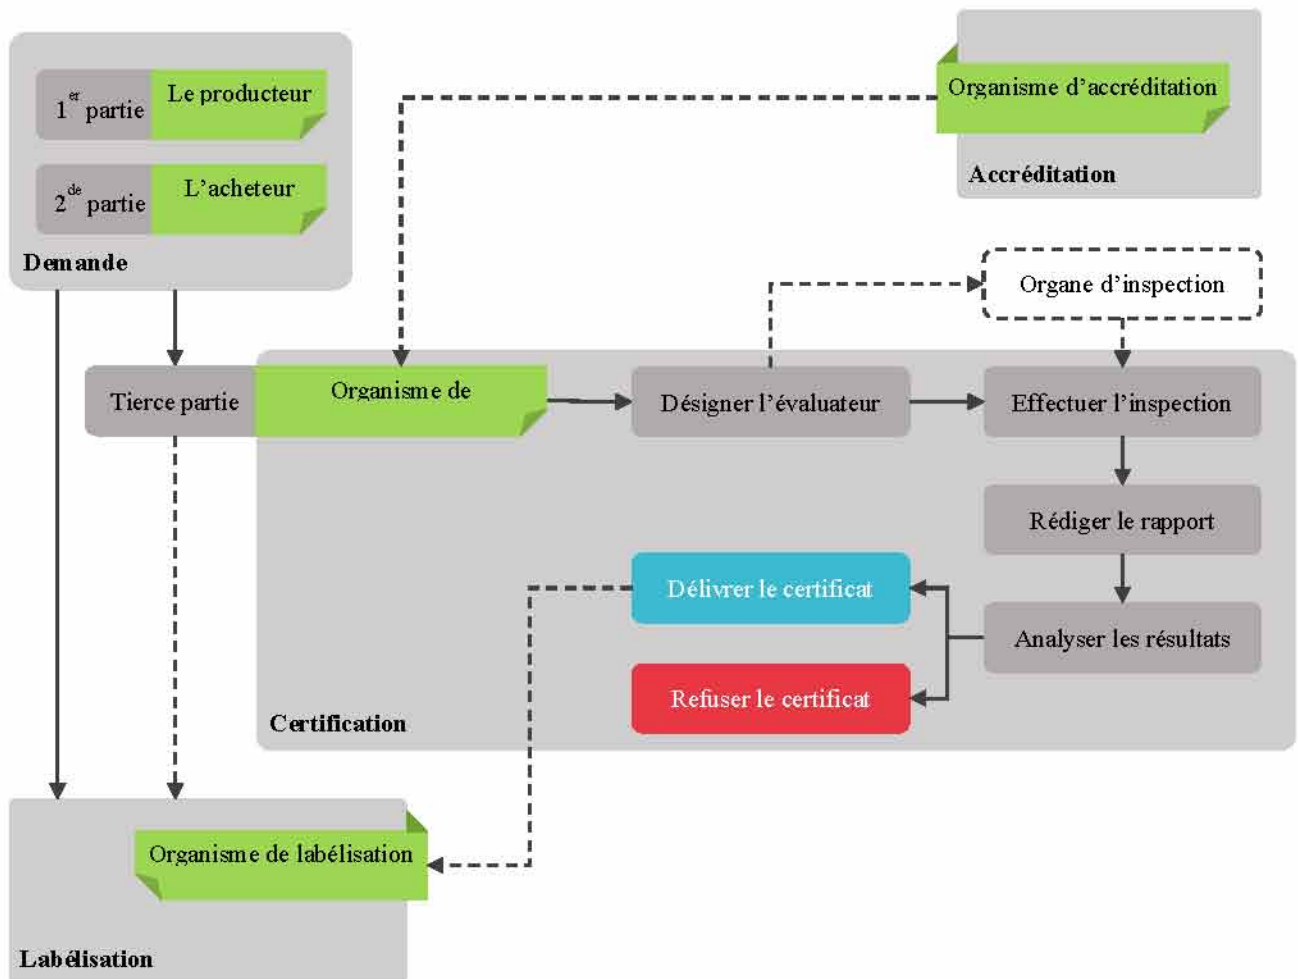 1er partie
Le producteur
2de partie
L'acheteur
Demande
Organisme d'accréditation
Accréditation
Organe d'inspection
Tierce partie
Organisme de
Désigner l'évaluateur
Effectuer l'inspection
Rédiger le rapport
Délivrer le certificat
Analyser les résultats
Refuser le certificat
Certification
Organisme de labélisation
Labélisation